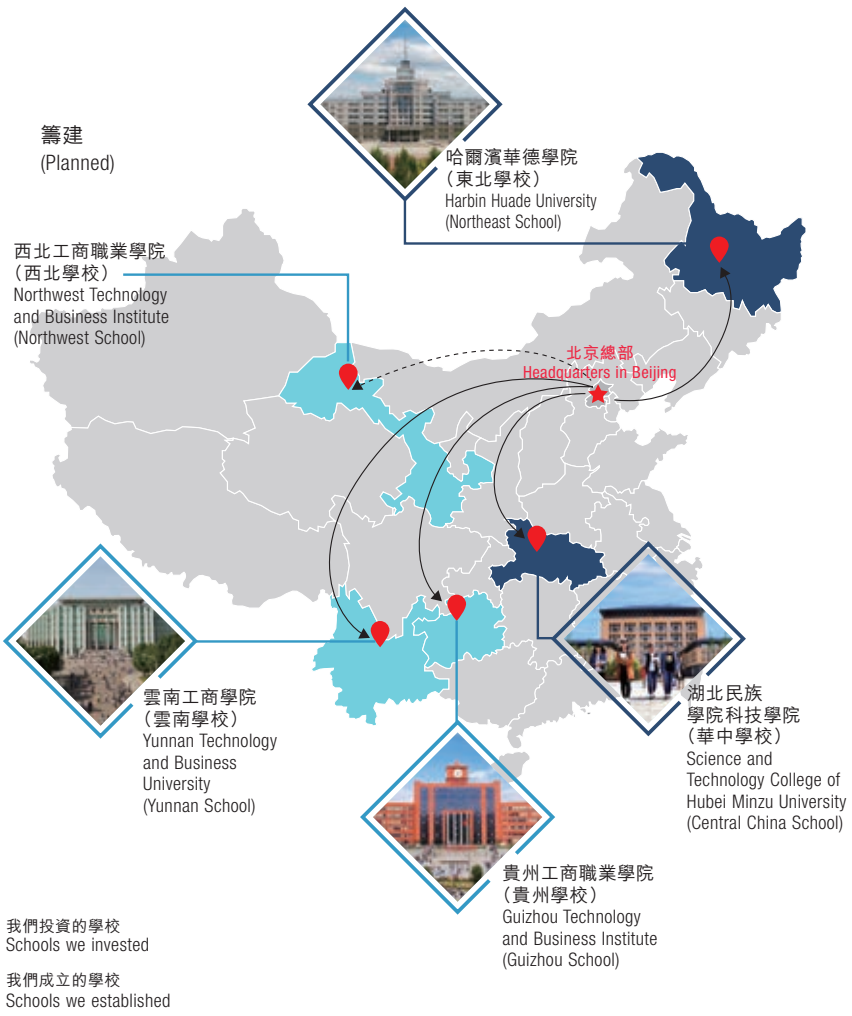 籌建
(Planned)
哈爾濱華德學院
（東北學校）
Harbin Huade University
(Northeast School)
西北工商職業學院
（西北學校）
Northwest Technology
and Business Institute
(Northwest School)
北京總部
Headquarters in Beijing
雲南工商學院
（雲南學校）
Yunnan Technology
and Business
University
(Yunnan School)
湖北民族
學院科技學院
（華中學校）
Science and
Technology College of
Hubei Minzu University
(Central China School)
貴州工商職業學院
（貴州學校）
Guizhou Technology
and Business Institute
(Guizhou School)
我們投資的學校
Schools we invested
我們成立的學校
Schools we established